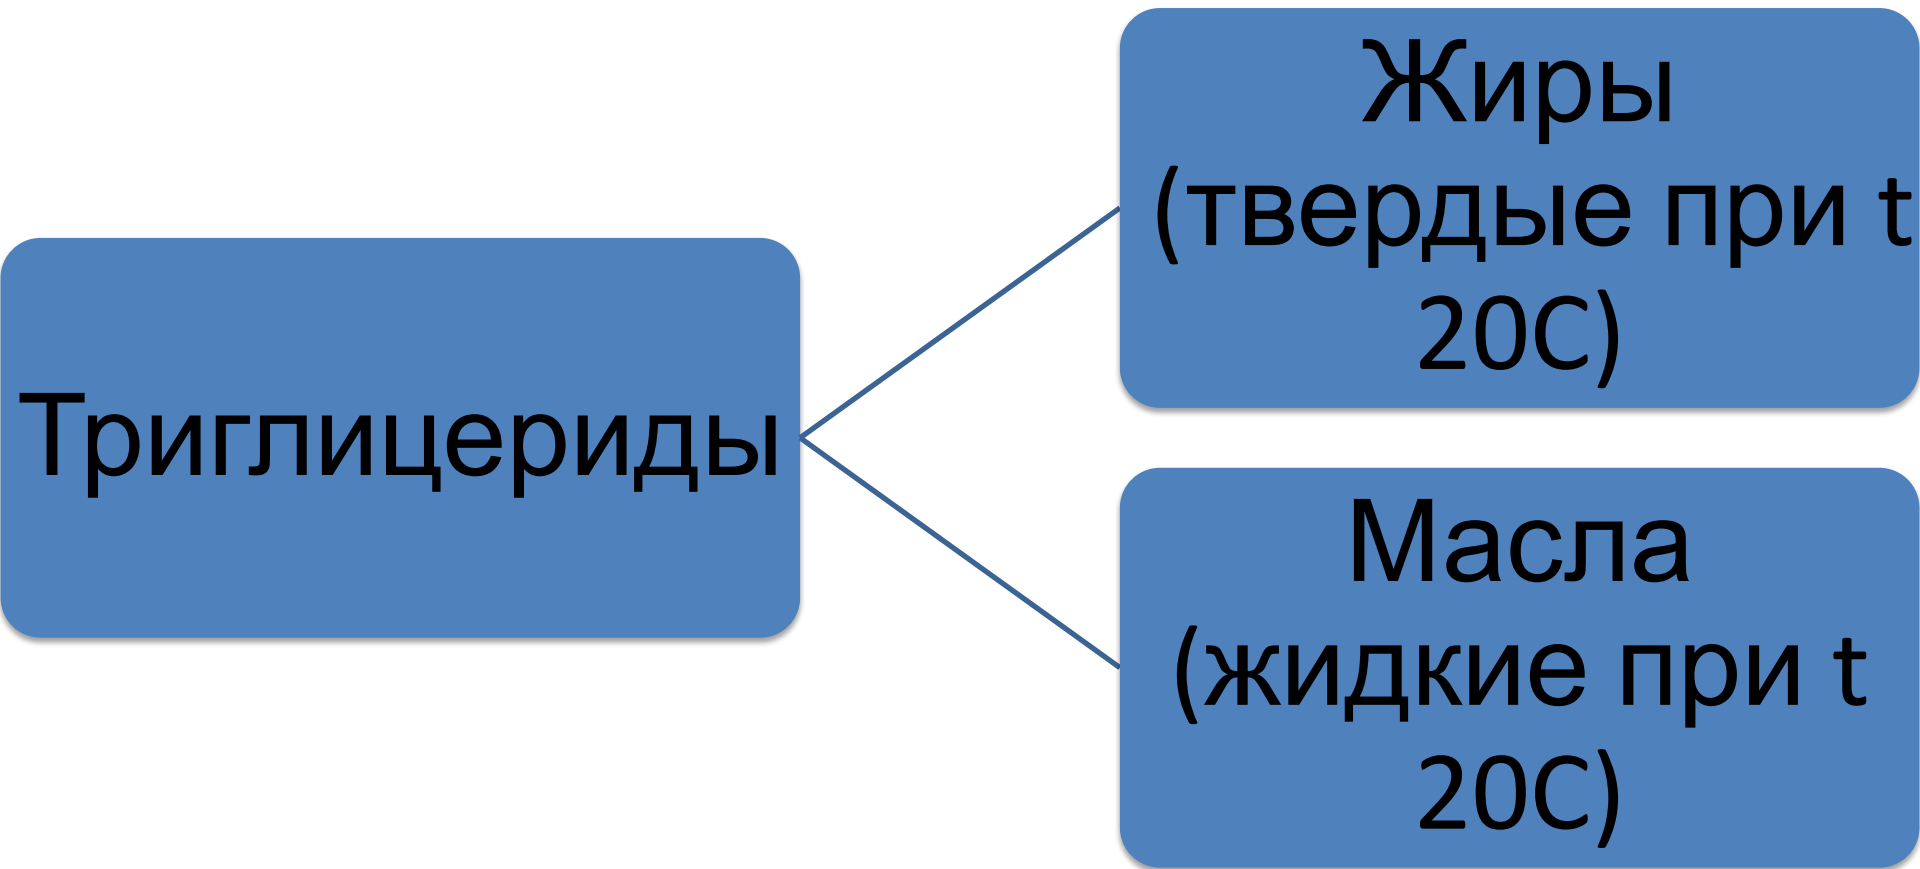 Триглицериды
Жиры
(твердые при t
20С)
Масла
(жидкие при t
20С)